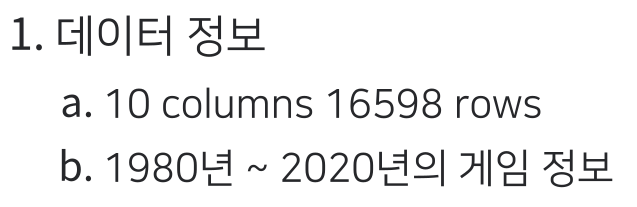 1. 데이터 정보
a. 10 columns 16598 rows
b. 1980년 ~ 2020년의 게임 정보